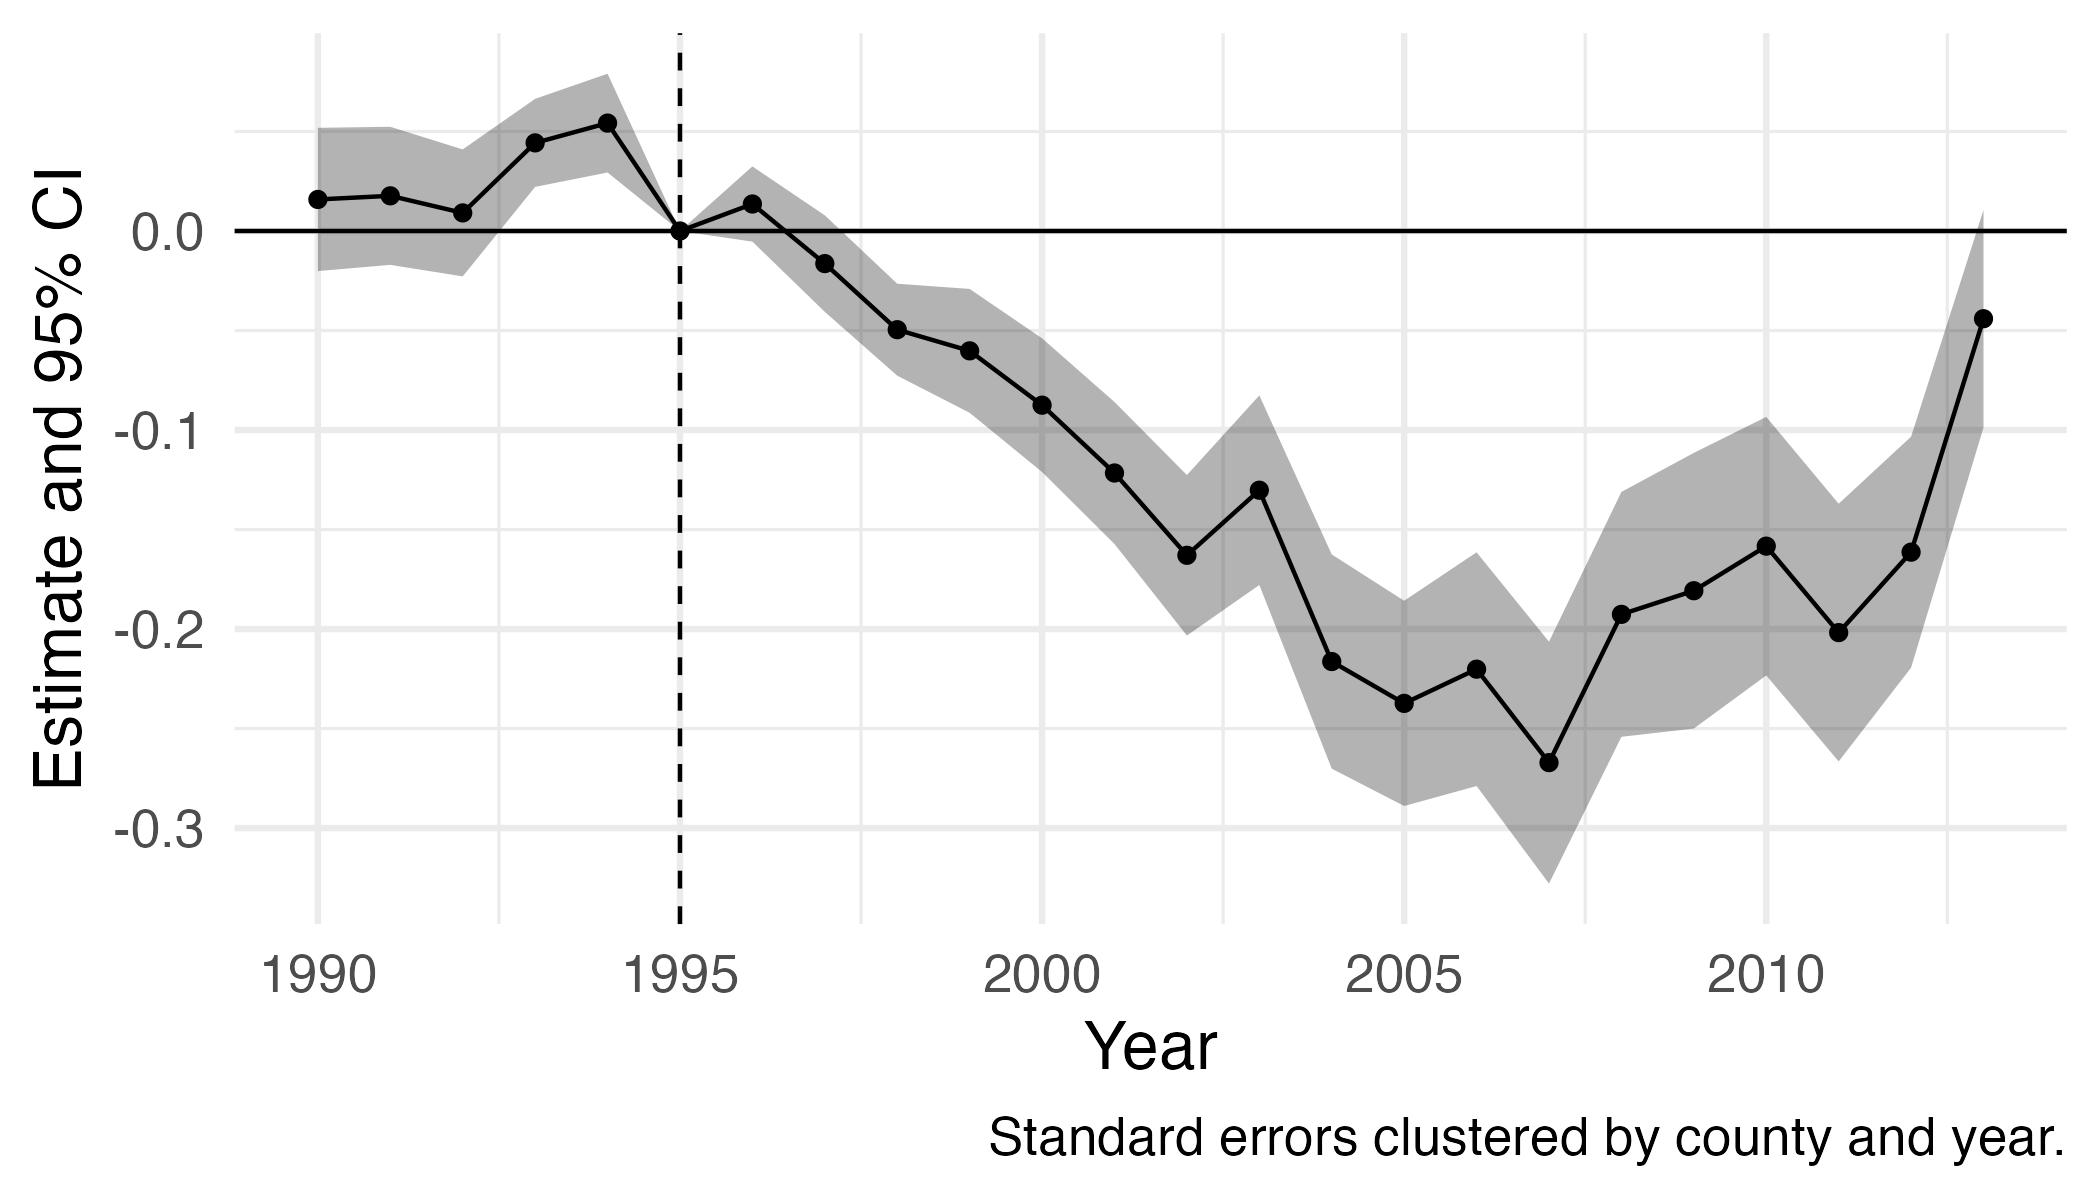 Estimate and 95% CI
0.0
-0.1
-0.2
-0.3
1990 1995 2000 2005 2010
Year
Standard errors clustered by county and year.